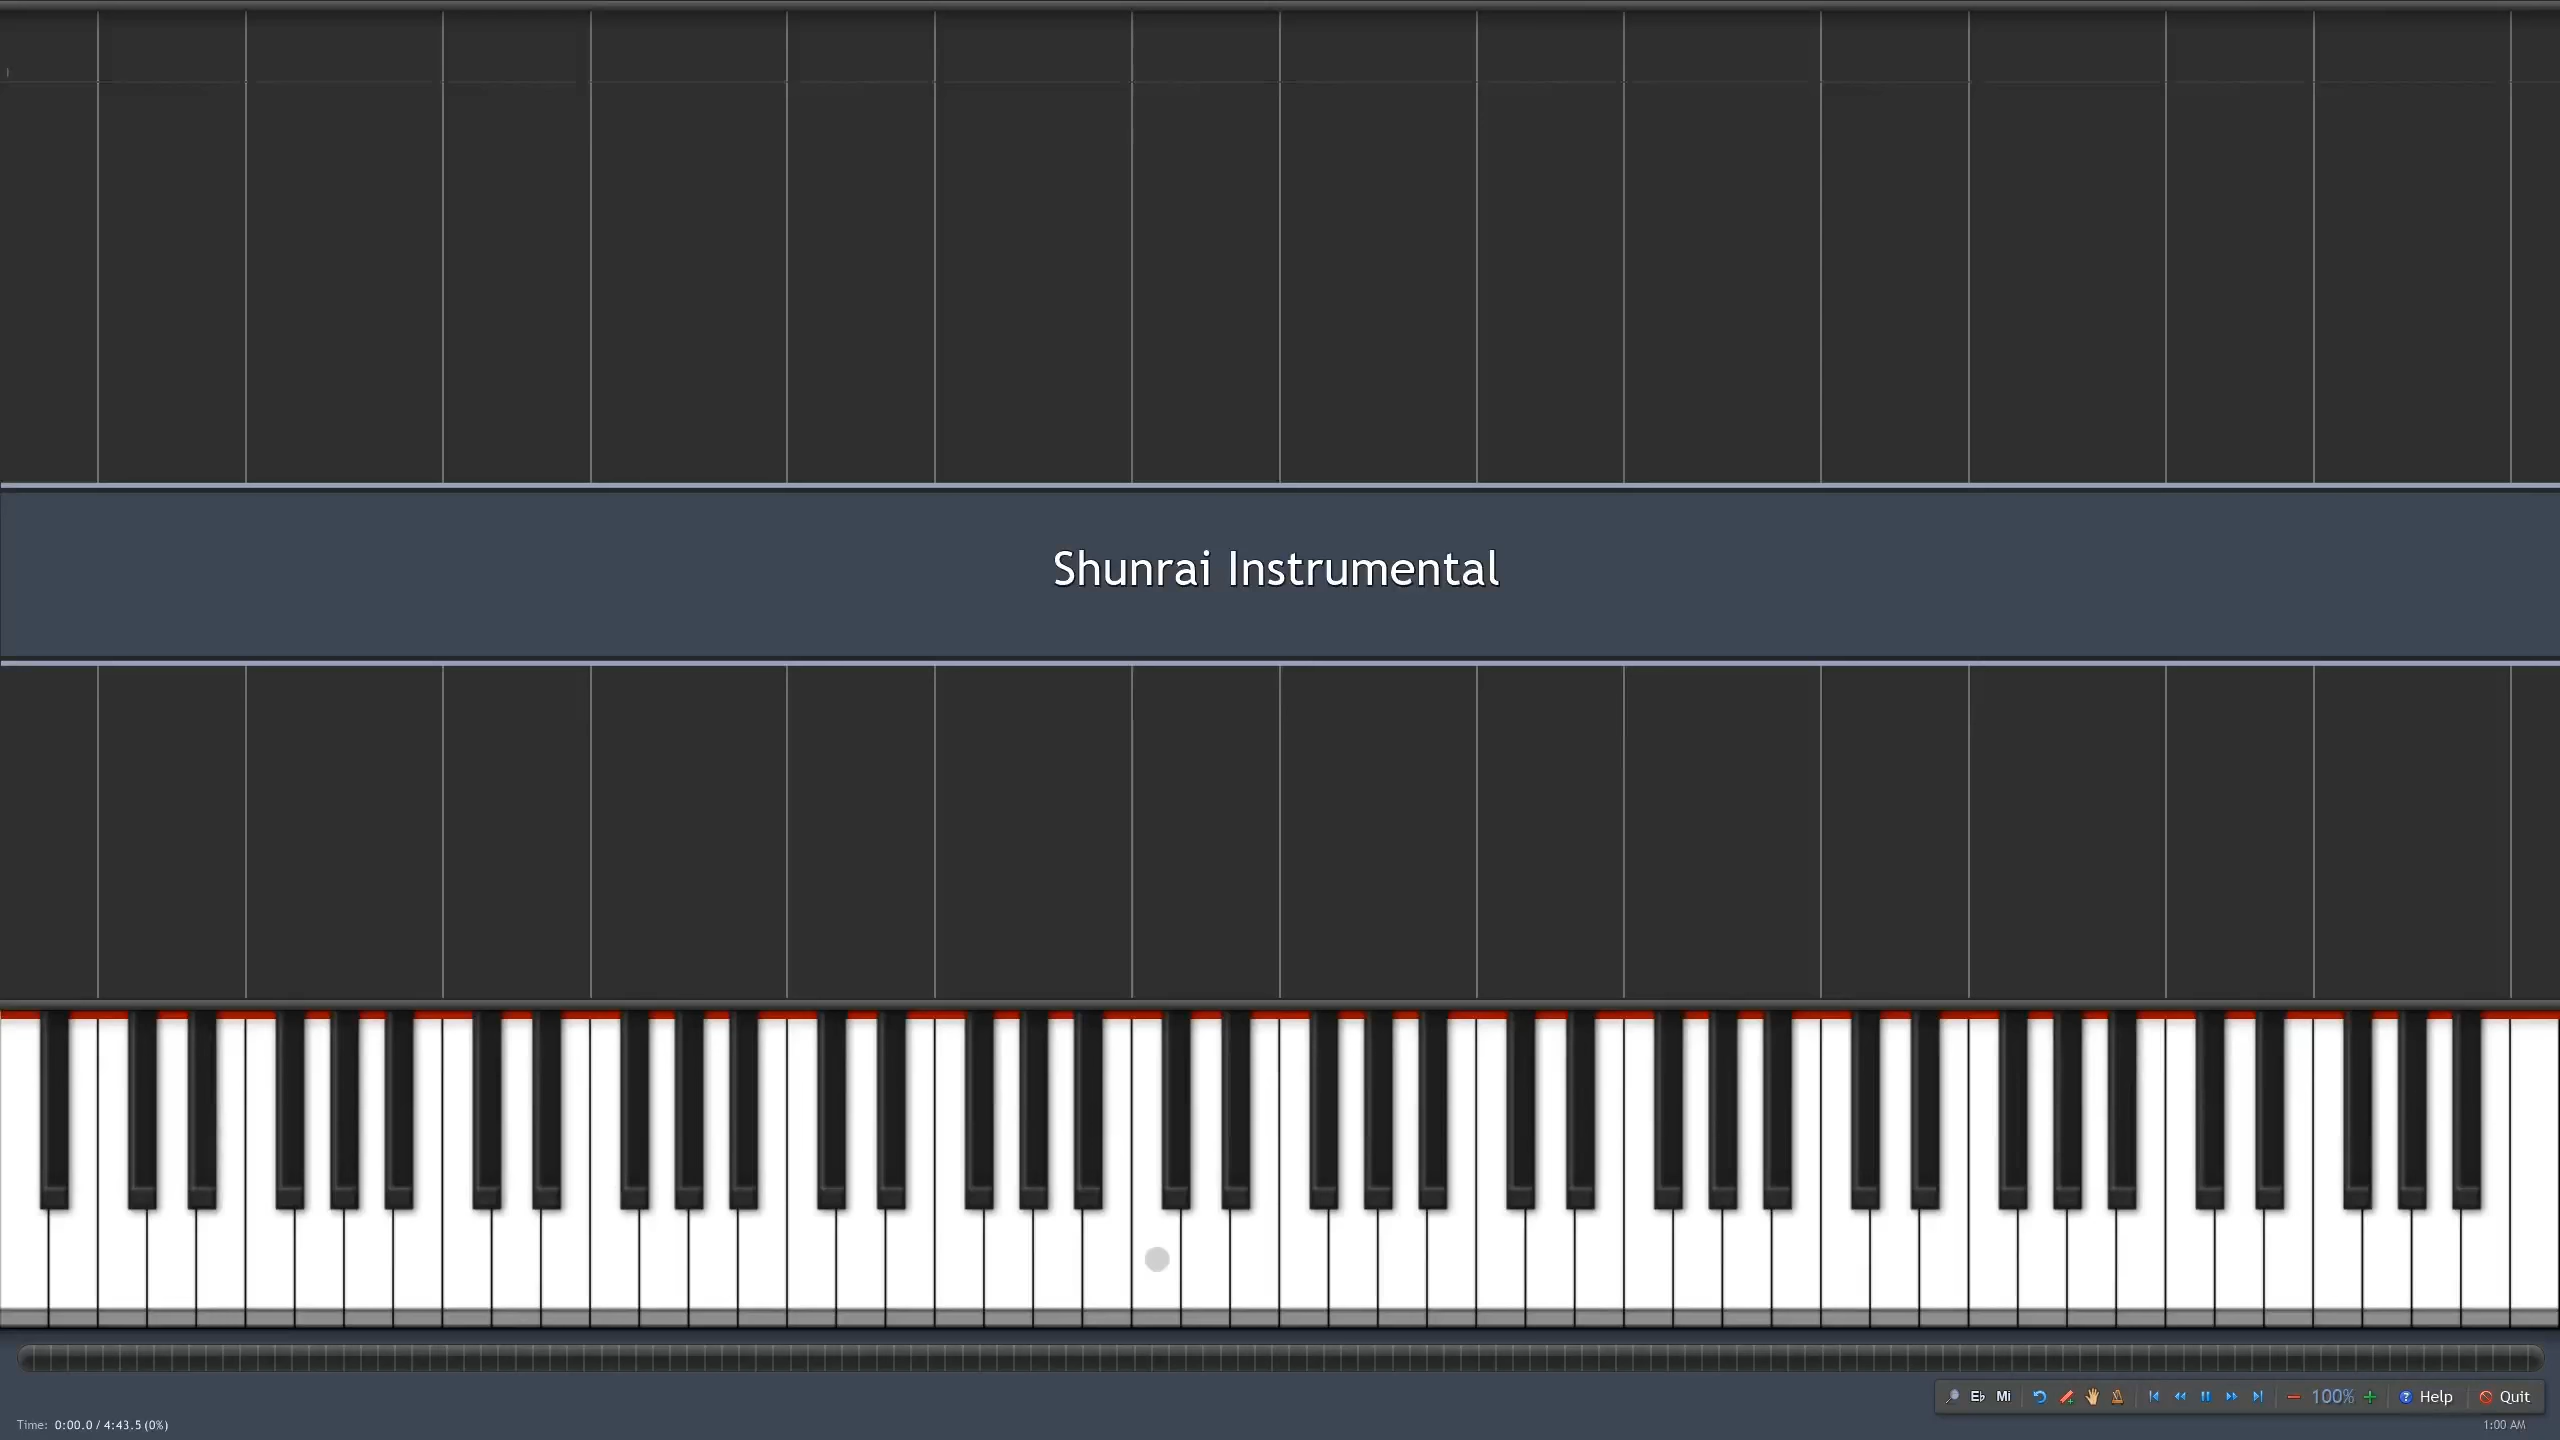 Shunrai Instrumental
E♭ Mi 100% Help Quit
Time: 0:00.0 / 4:43.5 (0%)
1:00 AM